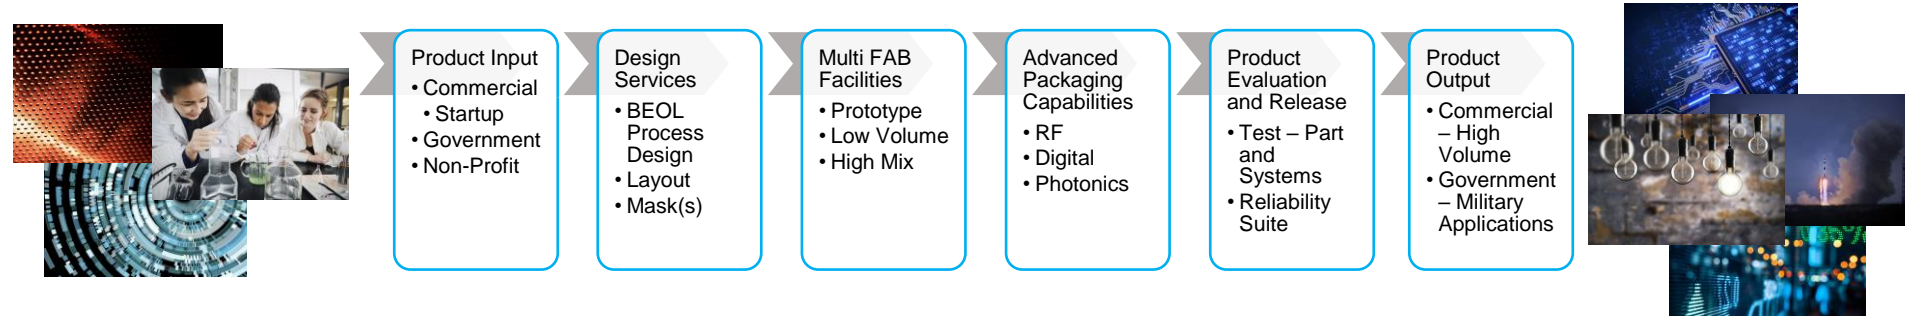 Product Input
• Commercial
• Startup
• Government
• Non-Profit
Design
Services
• BEOL
Process
Design
• Layout
• Mask(s)
Multi FAB
Facilities
• Prototype
• Low Volume
• High Mix
Advanced
Packaging
Capabilities
• RF
• Digital
• Photonics
Product
Evaluation
and Release
• Test – Part
and
Systems
• Reliability
Suite
Product
Output
• Commercial
– High
Volume
• Government
– Military
Applications